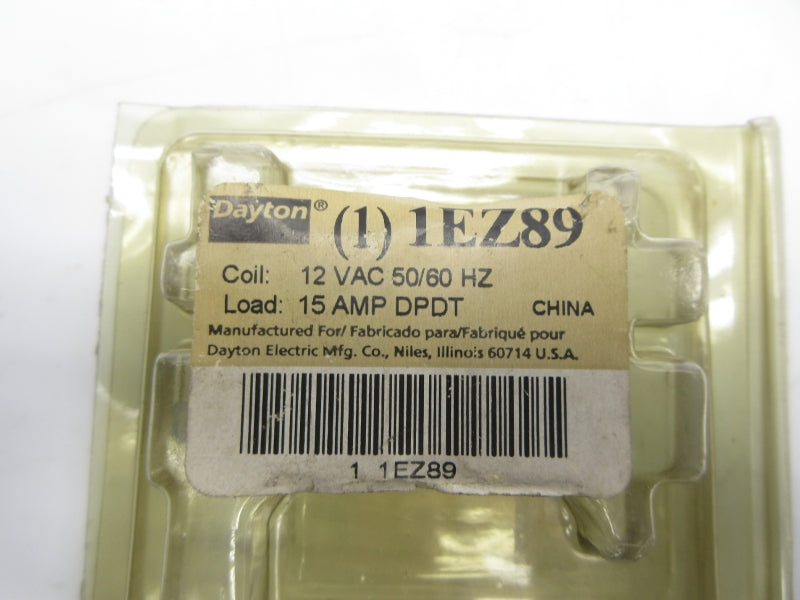 Dayton® (1) 1EZ89
Coil: 12 VAC 50/60 HZ
Load: 15 AMP DPDT CHINA
Manufactured For/ Fabricado para/Fabriqué pour
Dayton Electric Mfg. Co., Niles, Illinois 60714 U.S.A.
1 1EZ89